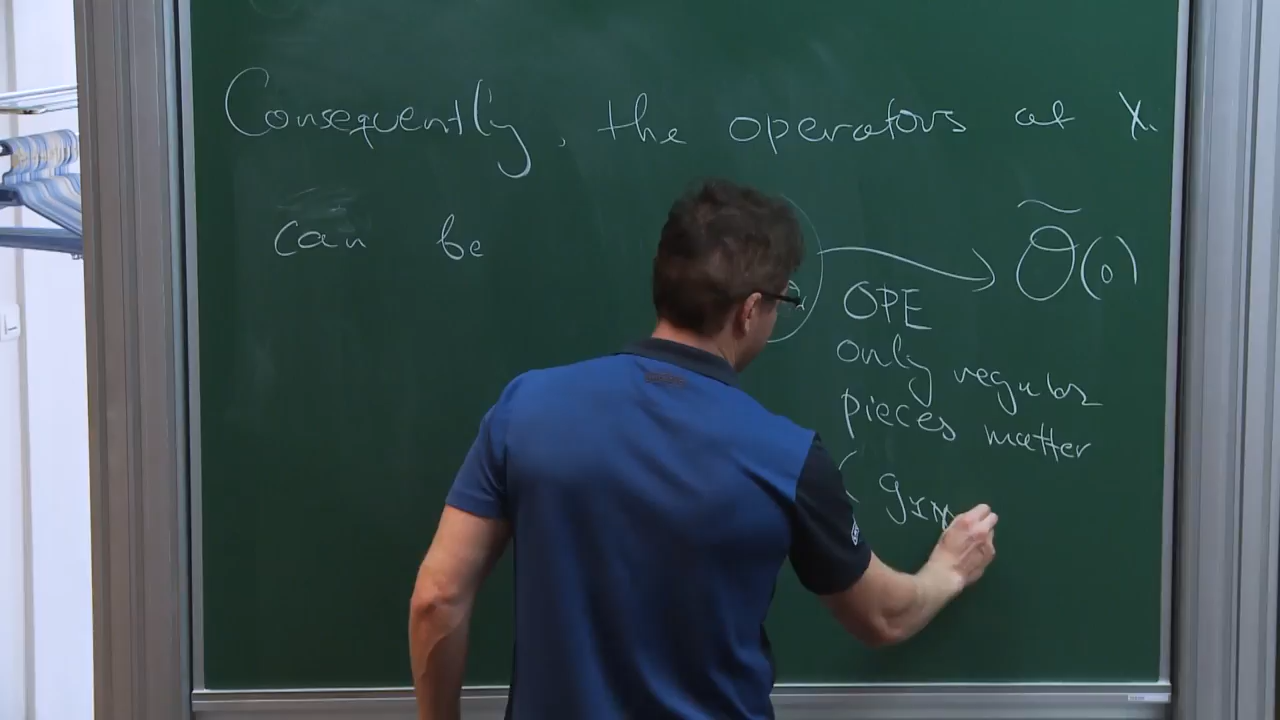 Consequently, the operators at X.
can be
Õ(0)
OPE
only regular
pieces matter